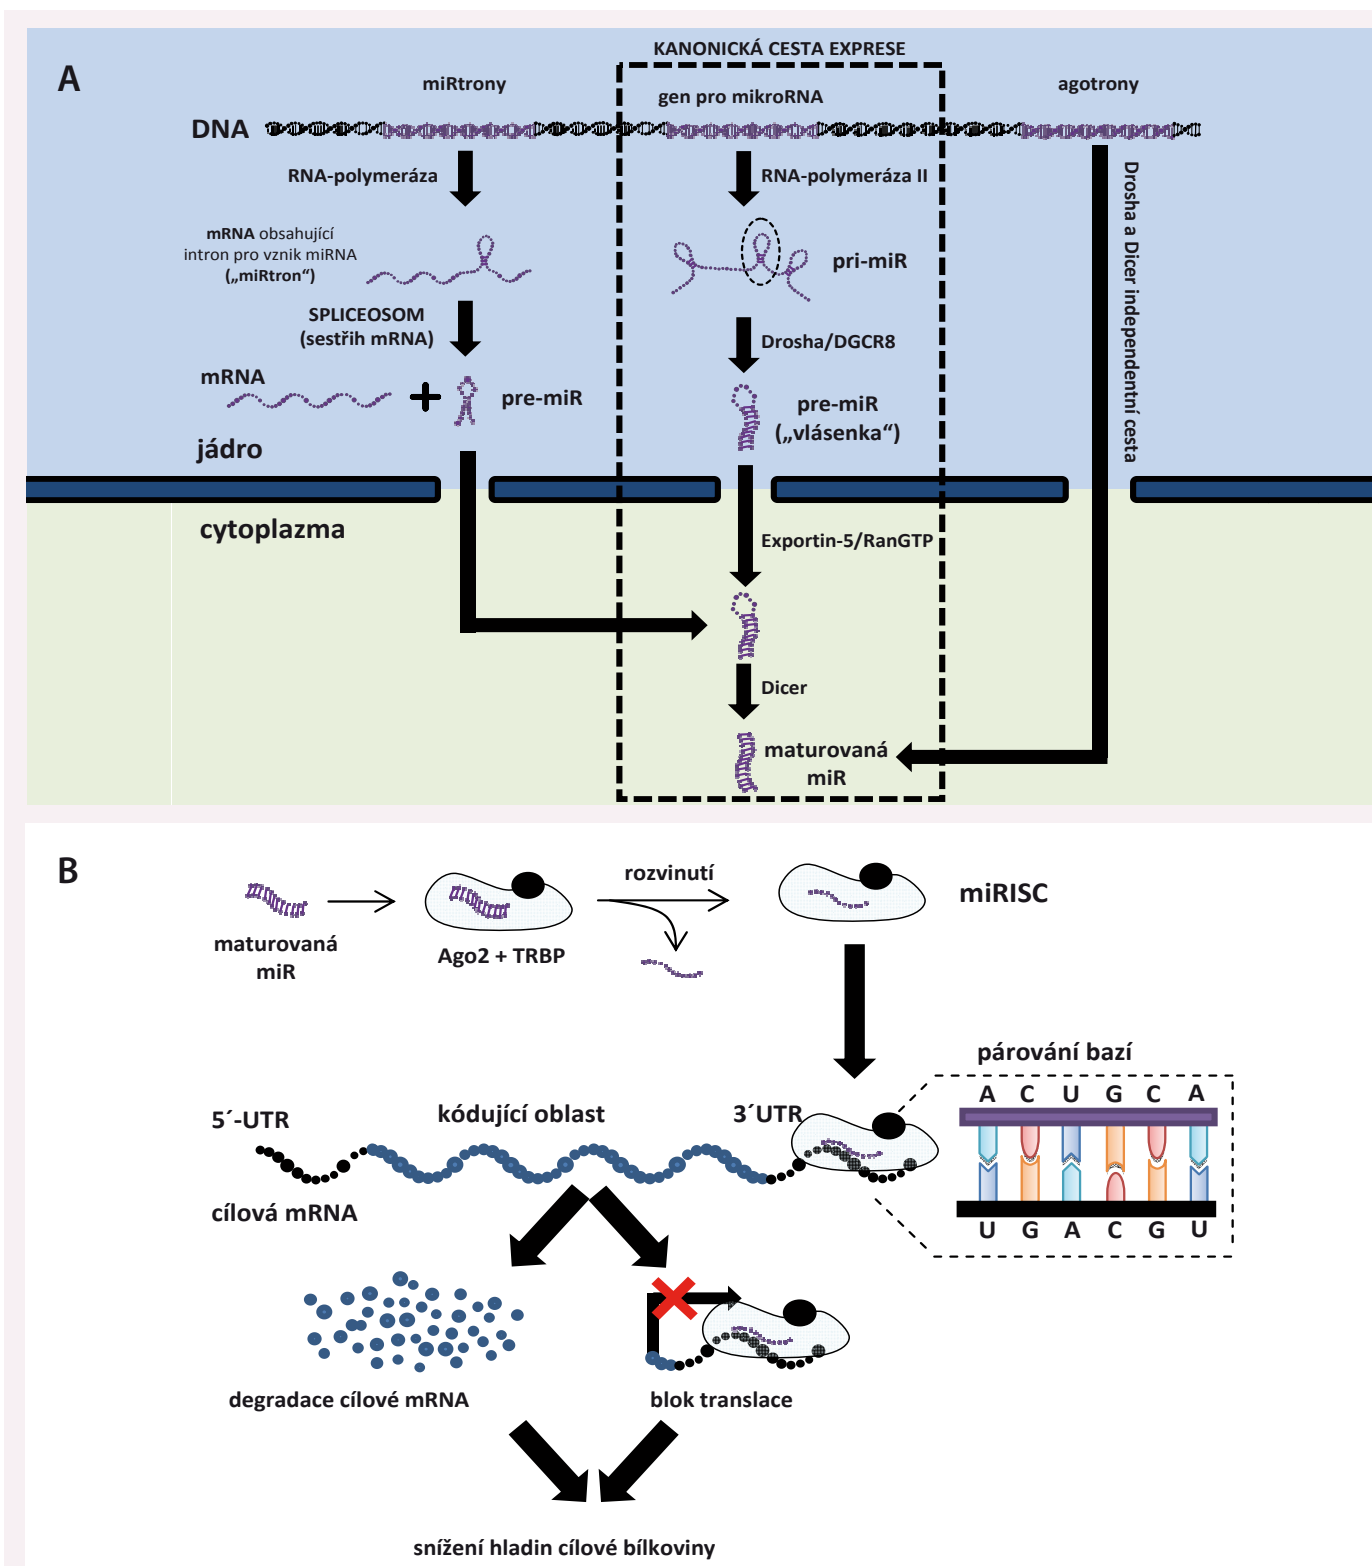 A
KANONICKÁ CESTA EXPRESE
miRtrony
gen pro mikroRNA
agotrony
DNA
RNA-polymeráza
RNA-polymeráza II
Drosha a Dicer independentní cesta
mRNA obsahující
intron pro vznik miRNA
(„miRtron“)
pri-miR
SPLICEOSOM
(sestřih mRNA)
Drosha/DGCR8
mRNA
pre-miR
pre-miR
(„vlásenka“)
jádro
cytoplazma
Exportin-5/RanGTP
Dicer
maturovaná
miR
B
rozvinutí
miRISC
maturovaná
miR
Ago2 + TRBP
párování bazí
A C U G C A
5´-UTR
kódující oblast
3´UTR
cílová mRNA
U G A C G U
degradace cílové mRNA
blok translace
snížení hladin cílové bílkoviny